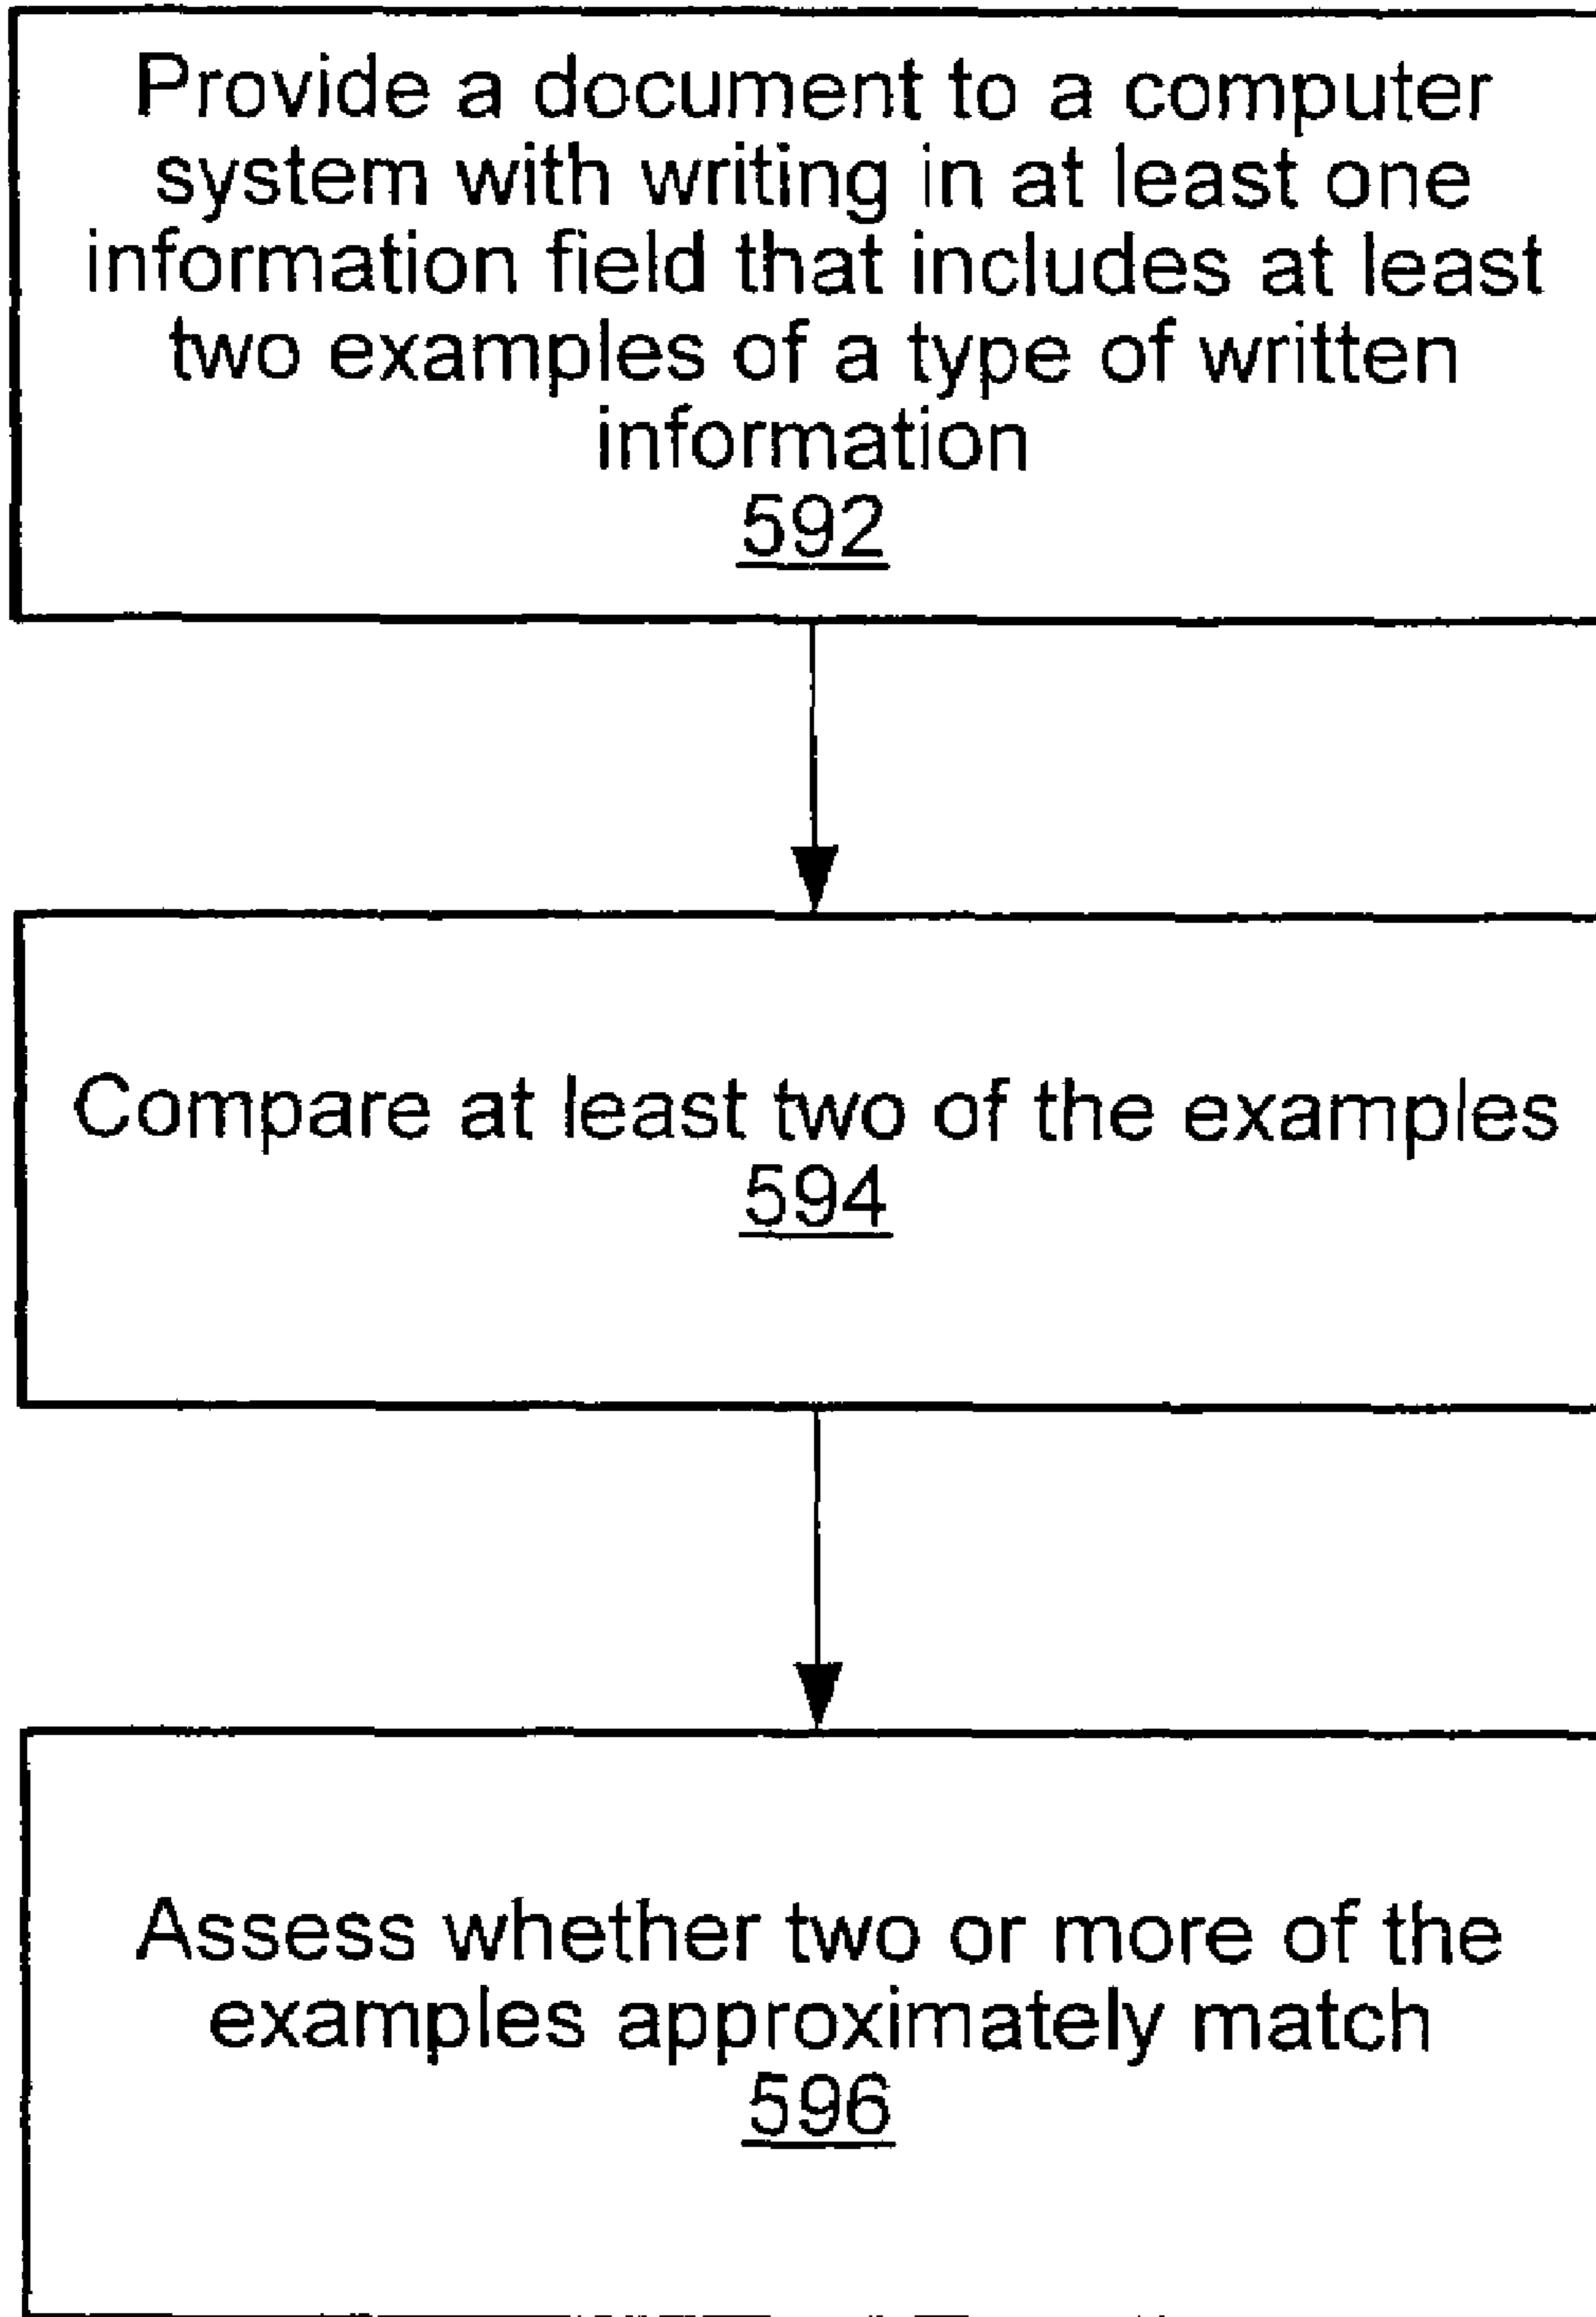 Provide a document to a computer
system with writing in at least one
information field that includes at least
two examples of a type of written
information
592
Compare at least two of the examples
594
Assess whether two or more of the
examples approximately match
596